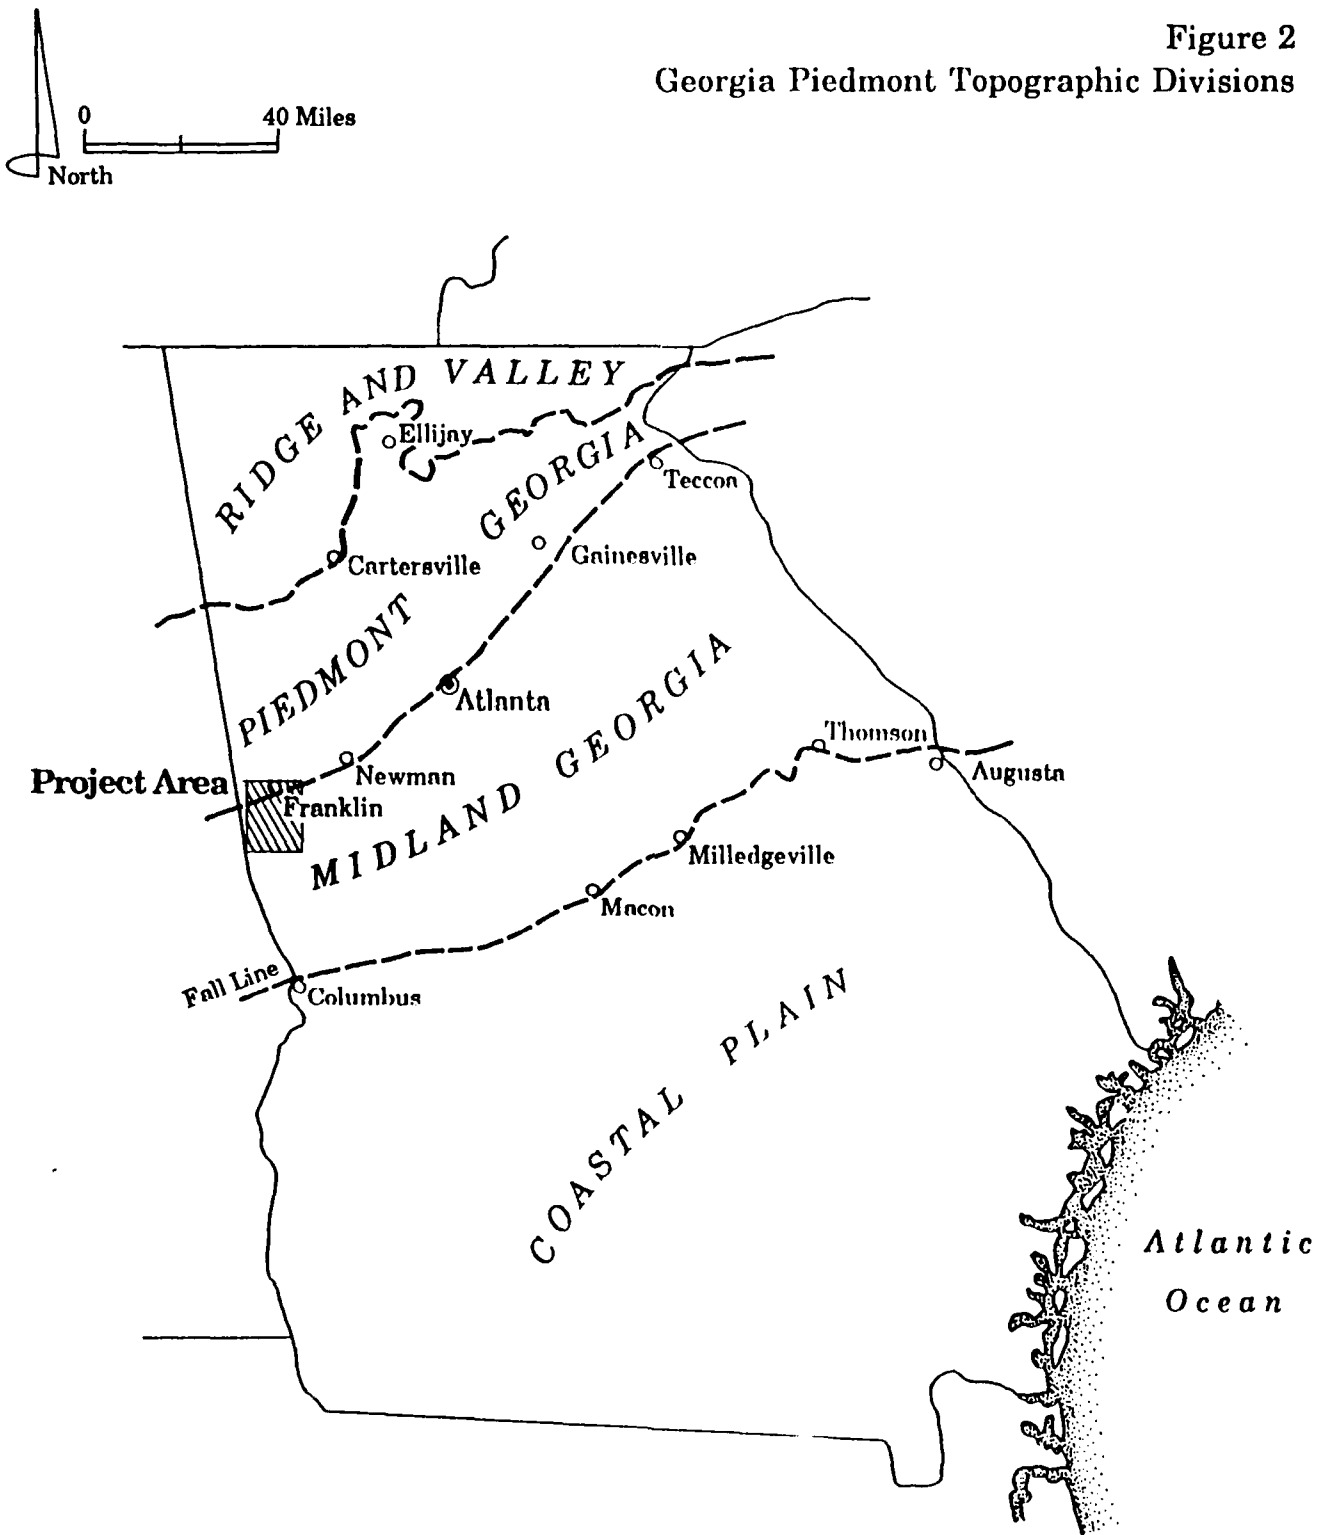 Figure 2
Georgia Piedmont Topographic Divisions
0 40 Miles
North
RIDGE AND VALLEY
Ellijay
GEORGIA
Teccon
Cartersville
Gainesville
PIEDMONT
Atlanta
MIDLAND GEORGIA
Thomson
Augusta
Newman
Project Area
Franklin
Milledgeville
Macon
Fall Line
Columbus
COASTAL PLAIN
Atlantic
Ocean